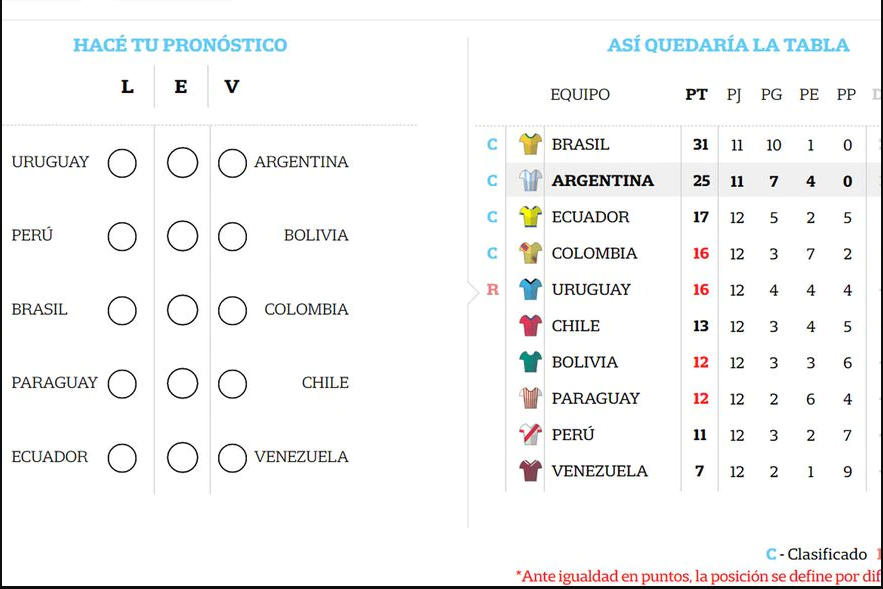 HACÉ TU PRONÓSTICO
L E V
URUGUAY ARGENTINA
PERÚ BOLIVIA
BRASIL COLOMBIA
PARAGUAY CHILE
ECUADOR VENEZUELA
ASÍ QUEDARÍA LA TABLA
EQUIPO PT PJ PG PE PP
C BRASIL 31 11 10 1 0
C ARGENTINA 25 11 7 4 0
C ECUADOR 17 12 5 2 5
C COLOMBIA 16 12 3 7 2
R URUGUAY 16 12 4 4 4
CHILE 13 12 3 4 5
BOLIVIA 12 12 3 3 6
PARAGUAY 12 12 2 6 4
PERÚ 11 12 3 2 7
VENEZUELA 7 12 2 1 9
C - Clasificado
*Ante igualdad en puntos, la posición se define por dif